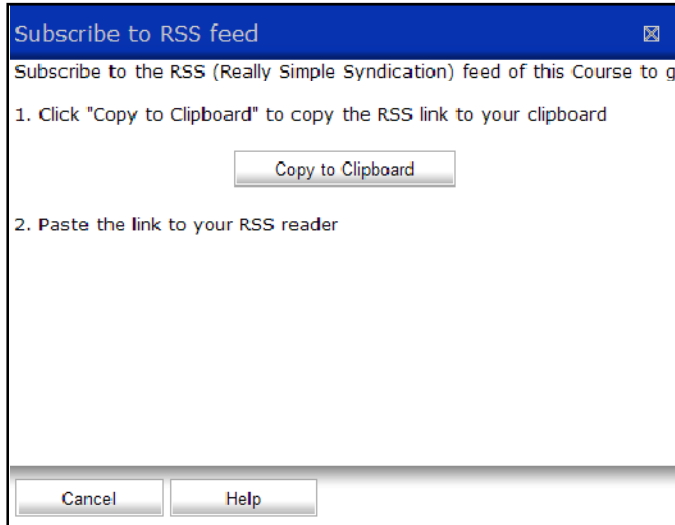 Subscribe to RSS feed
Subscribe to the RSS (Really Simple Syndication) feed of this Course to g
1. Click "Copy to Clipboard" to copy the RSS link to your clipboard
Copy to Clipboard
2. Paste the link to your RSS reader
Cancel Help